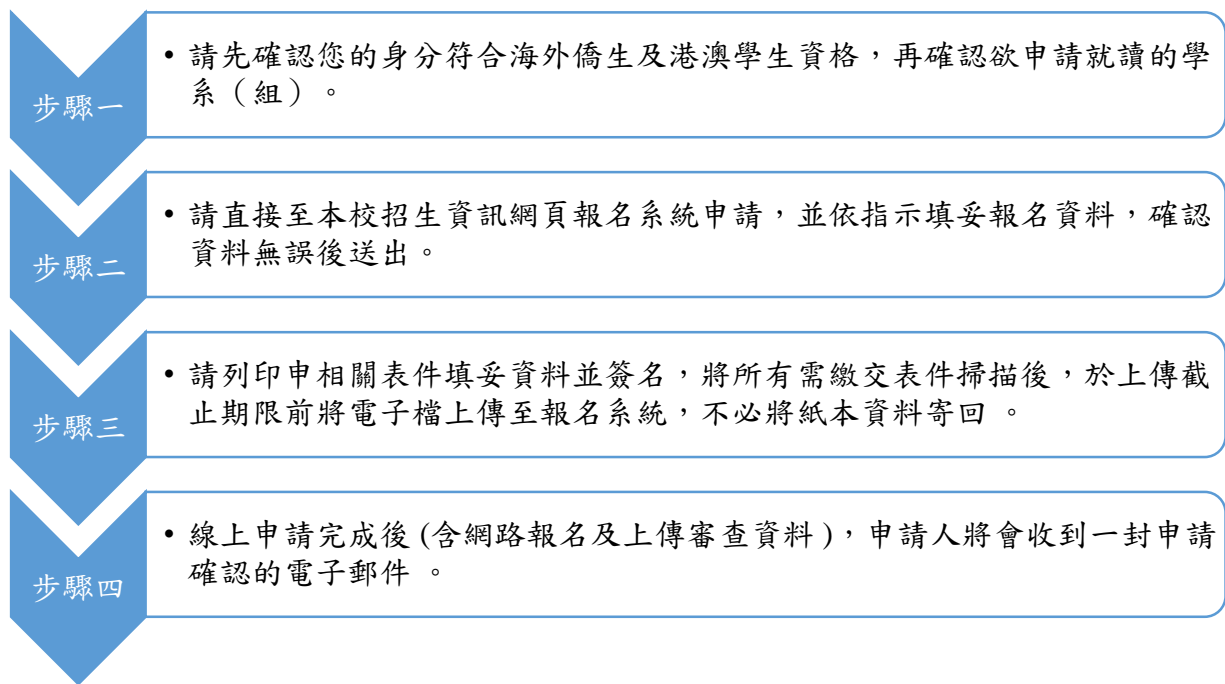 步驟一
• 請先確認您的身分符合海外僑生及港澳學生資格，再確認欲申請就讀的學
系（組）。
步驟二
• 請直接至本校招生資訊網頁報名系統申請，並依指示填妥報名資料，確認
資料無誤後送出。
步驟三
• 請列印申相關表件填妥資料並簽名，將所有需繳交表件掃描後，於上傳截
止期限前將電子檔上傳至報名系統，不必將紙本資料寄回 。
步驟四
• 線上申請完成後 (含網路報名及上傳審查資料)，申請人將會收到一封申請
確認的電子郵件 。